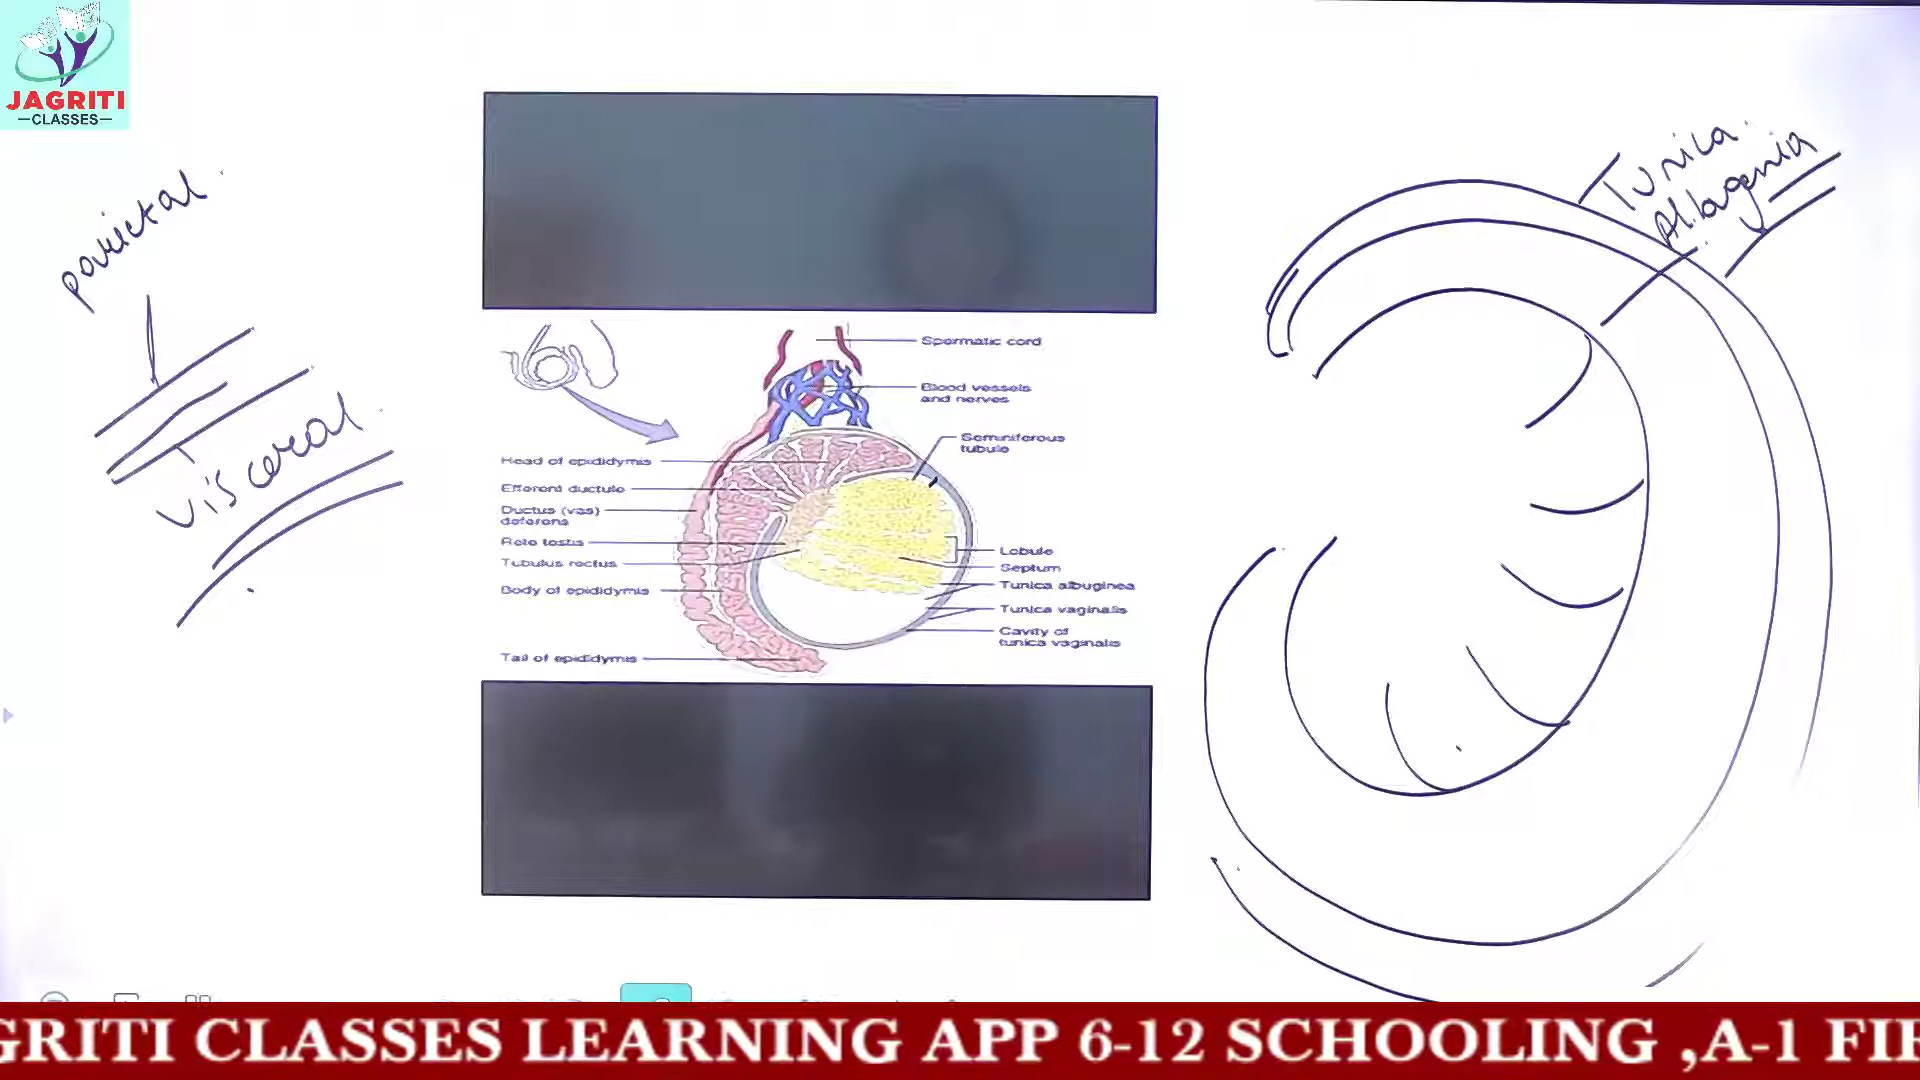 JAGRITI
—CLASSES—
parietal
visceral
Spermatic cord
Blood vessels
and nerves
Seminiferous
tubule
Head of epididymis
Efferent ductule
Ductus (vas)
deferens
Rete testis
Tubulus rectus
Body of epididymis
Tail of epididymis
Lobule
Septum
Tunica albuginea
Tunica vaginalis
Cavity of
tunica vaginalis
Tunica
GRITI CLASSES LEARNING APP 6-12 SCHOOLING ,A-1 FIR